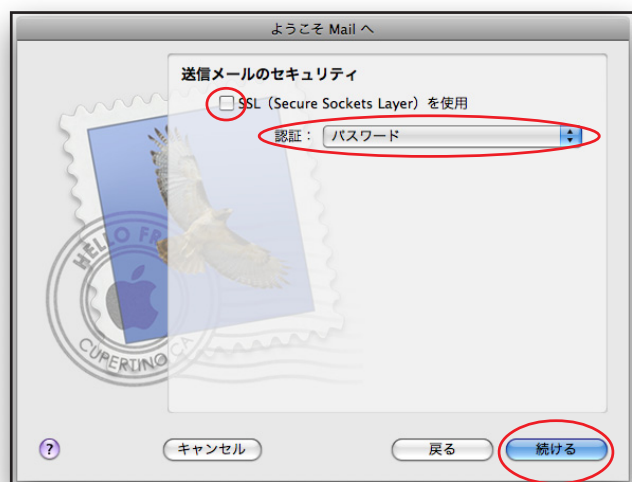 ようこそ Mail へ
送信メールのセキュリティ
SSL（Secure Sockets Layer）を使用
認証： パスワード
HELLO FR
CUPERTINO CA
? キャンセル 戻る 続ける